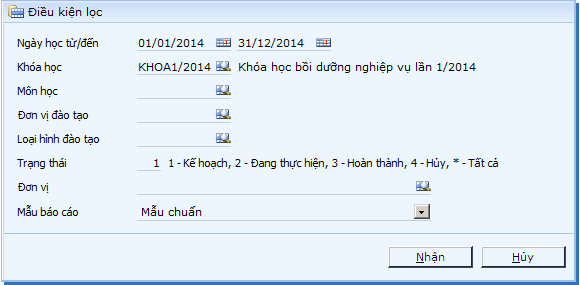 Điều kiện lọc
Ngày học từ/đến 01/01/2014 31/12/2014
Khóa học KHOA1/2014 Khóa học bồi dưỡng nghiệp vụ lần 1/2014
Môn học
Đơn vị đào tạo
Loại hình đào tạo
Trạng thái 1 1 - Kế hoạch, 2 - Đang thực hiện, 3 - Hoàn thành, 4 - Hủy, * - Tất cả
Đơn vị
Mẫu báo cáo Mẫu chuẩn
Nhận Hủy